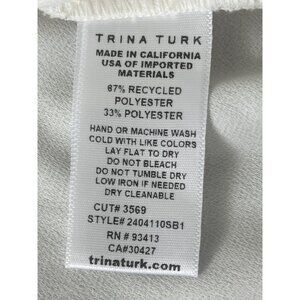 TRINA TURK
MADE IN CALIFORNIA
USA OF IMPORTED
MATERIALS
67% RECYCLED
POLYESTER
33% POLYESTER
HAND OR MACHINE WASH
COLD WITH LIKE COLORS
LAY FLAT TO DRY
DO NOT BLEACH
DO NOT TUMBLE DRY
LOW IRON IF NEEDED
DRY CLEANABLE
CUT# 3569
STYLE# 2404110SB1
RN # 93413
CA#30427
trinaturk.com